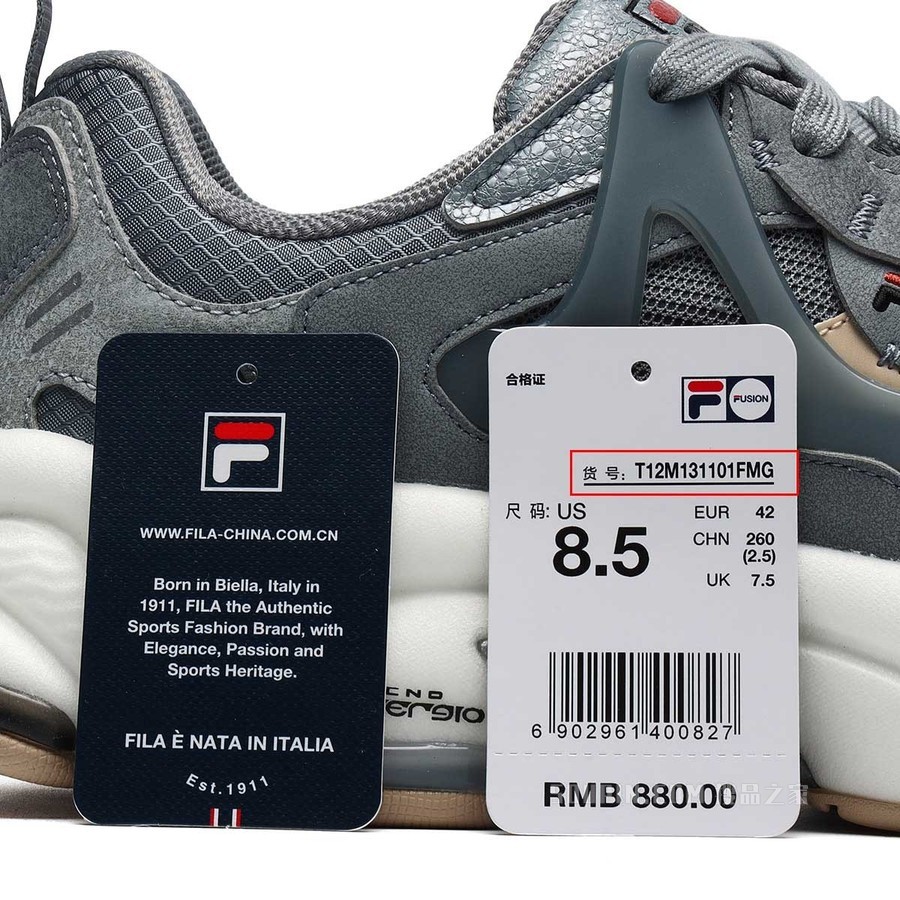 WWW.FILA-CHINA.COM.CN
Born in Biella, Italy in
1911, FILA the Authentic
Sports Fashion Brand, with
Elegance, Passion and
Sports Heritage.
FILA È NATA IN ITALIA
Est.1911
合格证
F FUSION
货 号: T12M131101FMG
尺 码: US
8.5
EUR 42
CHN 260
(2.5)
UK 7.5
6 902961 400827
RMB 880.00